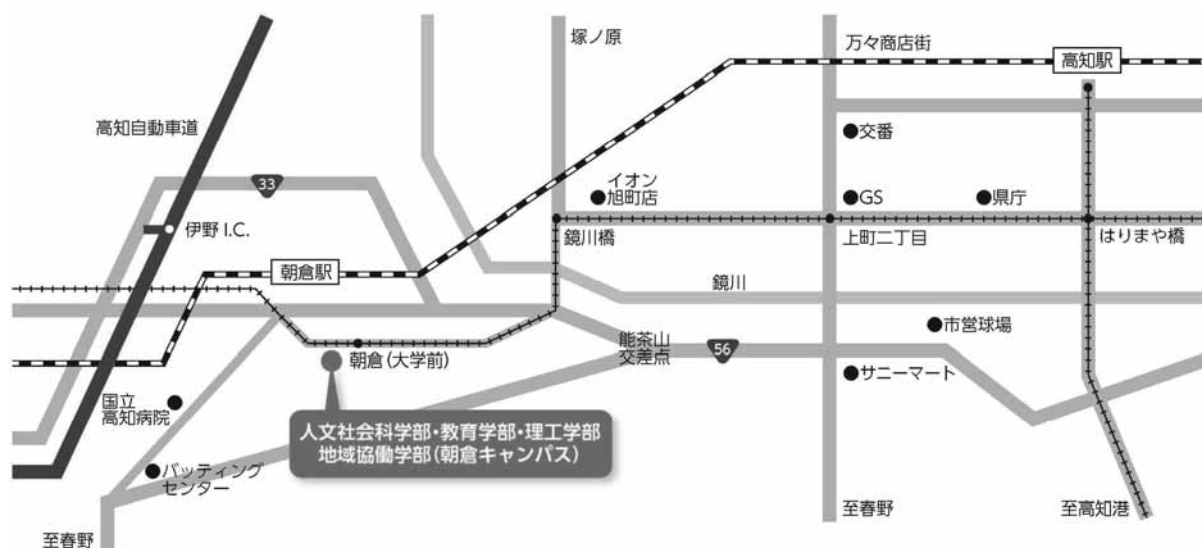 塚ノ原
万々商店街
高知駅
高知自動車道
交番
33
イオン
旭町店
GS
県庁
伊野 I.C.
鏡川橋
上町二丁目
はりまや橋
朝倉駅
鏡川
市営球場
能茶山
交差点
56
朝倉(大学前)
サニーマート
国立
高知病院
人文社会科学部・教育学部・理工学部
地域協働学部(朝倉キャンパス)
バッティング
センター
至春野
至春野
至高知港